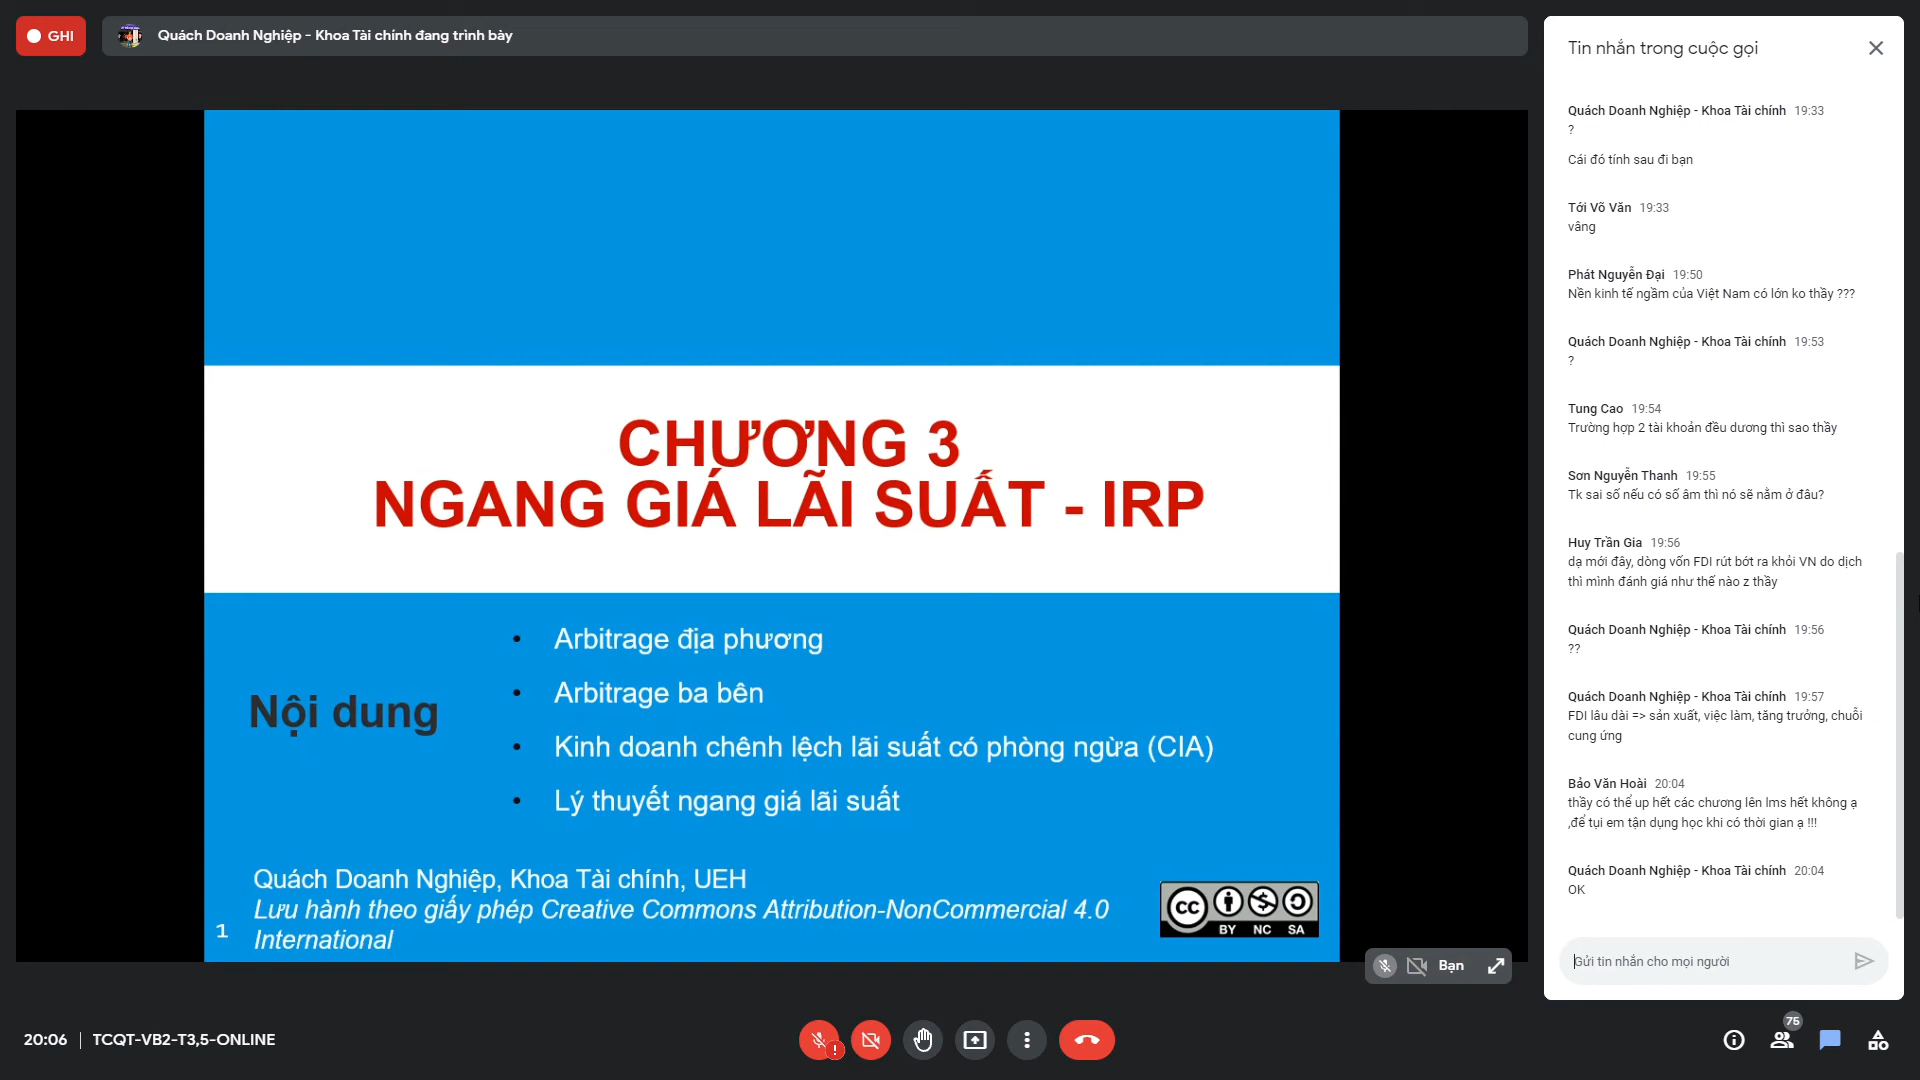 GHI
Quách Doanh Nghiệp - Khoa Tài chính đang trình bày
CHƯƠNG 3
NGANG GIÁ LÃI SUẤT - IRP
Nội dung
• Arbitrage địa phương
• Arbitrage ba bên
• Kinh doanh chênh lệch lãi suất có phòng ngừa (CIA)
• Lý thuyết ngang giá lãi suất
Quách Doanh Nghiệp, Khoa Tài chính, UEH
Lưu hành theo giấy phép Creative Commons Attribution-NonCommercial 4.0
International
1
cc
BY NC SA
Bạn
Tin nhắn trong cuộc gọi
Quách Doanh Nghiệp - Khoa Tài chính 19:33
?
Cái đó tính sau đi bạn
Tới Võ Văn 19:33
vâng
Phát Nguyễn Đại 19:50
Nền kinh tế ngầm của Việt Nam có lớn ko thầy ???
Quách Doanh Nghiệp - Khoa Tài chính 19:53
?
Tung Cao 19:54
Trường hợp 2 tài khoản đều dương thì sao thầy
Sơn Nguyễn Thanh 19:55
Tk sai số nếu có số âm thì nó sẽ nằm ở đâu?
Huy Trần Gia 19:56
dạ mới đây, dòng vốn FDI rút bớt ra khỏi VN do dịch
thì mình đánh giá như thế nào z thầy
Quách Doanh Nghiệp - Khoa Tài chính 19:56
??
Quách Doanh Nghiệp - Khoa Tài chính 19:57
FDI lâu dài => sản xuất, việc làm, tăng trưởng, chuỗi
cung ứng
Bảo Văn Hoài 20:04
thầy có thể up hết các chương lên lms hết không ạ
,để tụi em tận dụng học khi có thời gian ạ !!!
Quách Doanh Nghiệp - Khoa Tài chính 20:04
OK
Gửi tin nhắn cho mọi người
20:06 | TCQT-VB2-T3,5-ONLINE
75